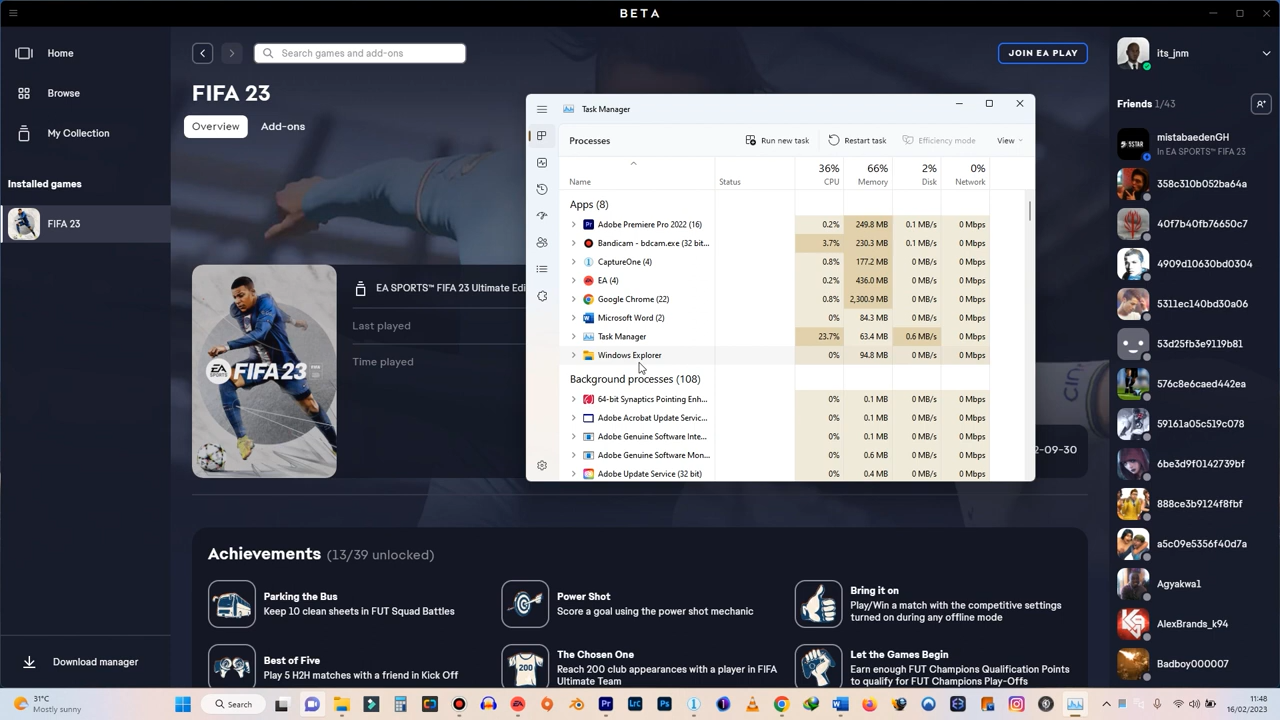 BETA
Home
Browse
My Collection
Installed games
FIFA 23
Download manager
Search games and add-ons
JOIN EA PLAY
FIFA 23
Overview
Add-ons
FIFA 23
EA SPORTS™ FIFA 23 Ultimate Edi
Last played
Time played
-09-30
Achievements (13/39 unlocked)
Parking the Bus
Keep 10 clean sheets in FUT Squad Battles
Power Shot
Score a goal using the power shot mechanic
Bring it on
Play/Win a match with the competitive settings
turned on during any offline mode
Best of Five
Play 5 H2H matches with a friend in Kick Off
200
The Chosen One
Reach 200 club appearances with a player in FIFA
Ultimate Team
Let the Games Begin
Earn enough FUT Champions Qualification Points
to qualify for FUT Champions Play-Offs
Task Manager
Processes
Run new task
Restart task
Efficiency mode
View
Name Status 36% CPU 66% Memory 2% Disk 0% Network
Apps (8)
Adobe Premiere Pro 2022 (16) 0.2% 249.8 MB 0.1 MB/s 0 Mbps
Bandicam - bdcam.exe (32 bit... 3.7% 230.3 MB 0.1 MB/s 0 Mbps
CaptureOne (4) 0.8% 177.2 MB 0 MB/s 0 Mbps
EA (4) 0.2% 436.0 MB 0 MB/s 0 Mbps
Google Chrome (22) 0.8% 2,300.9 MB 0 MB/s 0 Mbps
Microsoft Word (2) 0% 84.3 MB 0 MB/s 0 Mbps
Task Manager 23.7% 63.4 MB 0.6 MB/s 0 Mbps
Windows Explorer 0% 94.8 MB 0 MB/s 0 Mbps
Background processes (108)
64-bit Synaptics Pointing Enh... 0% 0.1 MB 0 MB/s 0 Mbps
Adobe Acrobat Update Servic... 0% 0.1 MB 0 MB/s 0 Mbps
Adobe Genuine Software Inte... 0% 0.1 MB 0 MB/s 0 Mbps
Adobe Genuine Software Mon... 0% 0.6 MB 0 MB/s 0 Mbps
Adobe Update Service (32 bit) 0% 0.4 MB 0 MB/s 0 Mbps
its_jnm
Friends 1/43
mistabaedenGH
In EA SPORTS™ FIFA 23
358c310b052ba64a
40f7b40fb76650c7
4909d10630bd0304
5311ec140bd30a06
53d25fb3e9119b81
576c8e6caed442ea
59161a05c519c078
6be3d9f0142739bf
888ce3b9124f8fbf
a5c09e5356f40d7a
Agyakwa1
AlexBrands_k94
Badboy000007
31°C
Mostly sunny
Search
11:48
16/02/2023